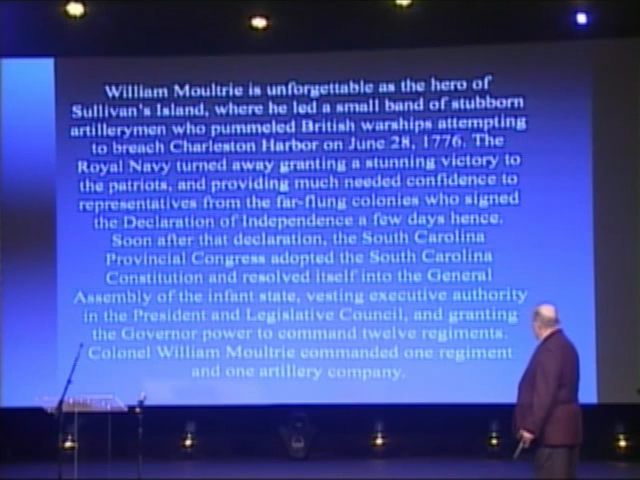 William Moultrie is unforgettable as the hero of
Sullivan's Island, where he led a small band of stubborn
artillerymen who pummeled British warships attempting
to breach Charleston Harbor on June 28, 1776. The
Royal Navy turned away granting a stunning victory to
the patriots, and providing much needed confidence to
representatives from the far-flung colonies who signed
the Declaration of Independence a few days hence.
Soon after that declaration, the South Carolina
Provincial Congress adopted the South Carolina
Constitution and resolved itself into the General
Assembly of the infant state, vesting executive authority
in the President and Legislative Council, and granting
the Governor power to command twelve regiments.
Colonel William Moultrie commanded one regiment
and one artillery company.